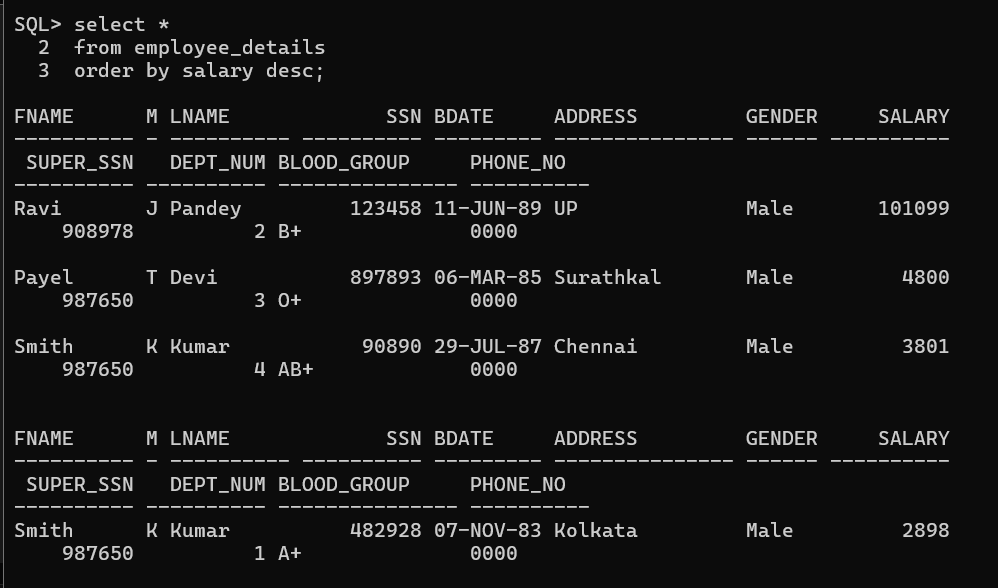 SQL> select *
  2  from employee_details
  3  order by salary desc;

FNAME      M LNAME             SSN BDATE     ADDRESS         GENDER     SALARY
---------- - ---------- ---------- --------- --------------- ------ ----------
 SUPER_SSN   DEPT_NUM BLOOD_GROUP     PHONE_NO
---------- ---------- --------------- ----------
Ravi       J Pandey         123458 11-JUN-89 UP              Male       101099
    908978          2 B+              0000

Payel      T Devi           897893 06-MAR-85 Surathkal       Male         4800
    987650          3 O+              0000

Smith      K Kumar           90890 29-JUL-87 Chennai         Male         3801
    987650          4 AB+             0000


FNAME      M LNAME             SSN BDATE     ADDRESS         GENDER     SALARY
---------- - ---------- ---------- --------- --------------- ------ ----------
 SUPER_SSN   DEPT_NUM BLOOD_GROUP     PHONE_NO
---------- ---------- --------------- ----------
Smith      K Kumar          482928 07-NOV-83 Kolkata         Male         2898
    987650          1 A+              0000